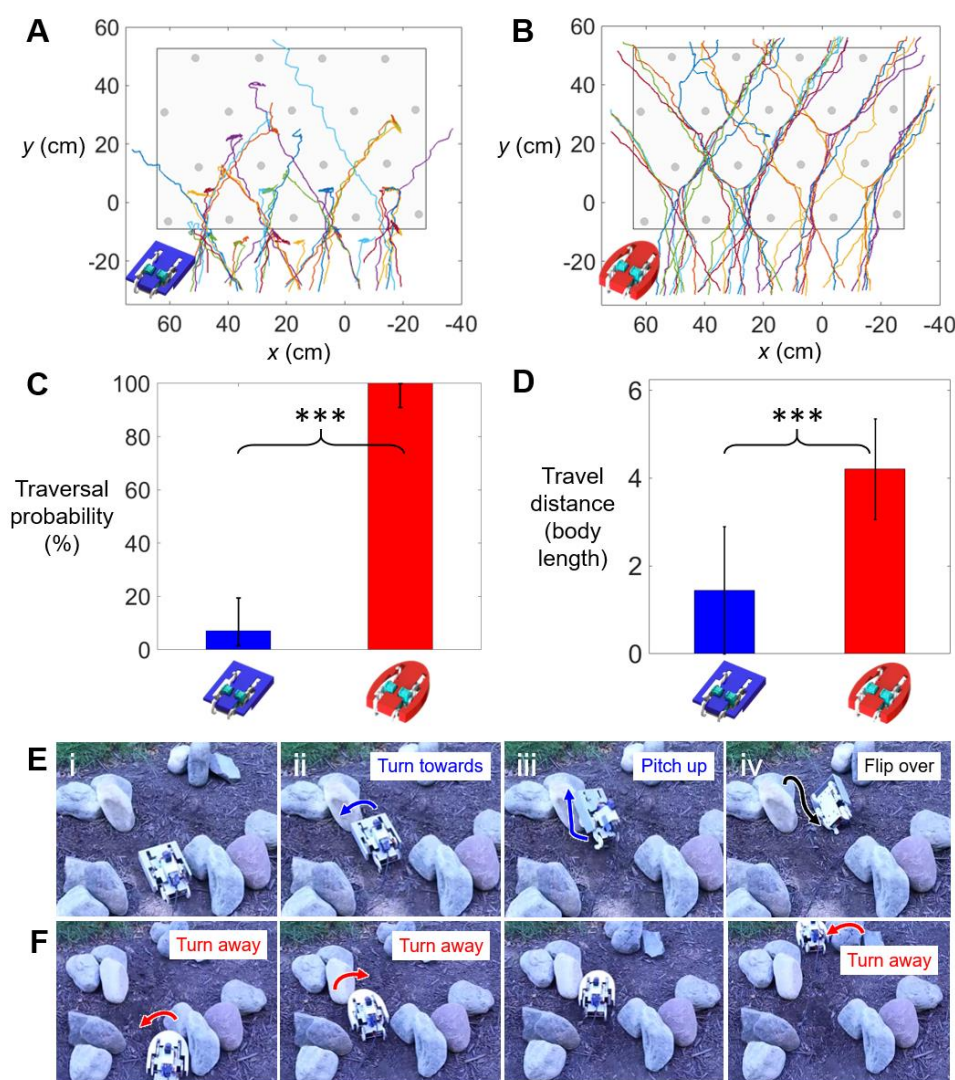 A
60
40
20
y (cm)
0
-20
60 40 20 0 -20 -40
x (cm)
B
60
40
20
y (cm)
0
-20
60 40 20 0 -20 -40
x (cm)
C
100
80
60
40
20
0
Traversal
probability
(%)
***
D
6
4
2
0
Travel
distance
(body
length)
***
E
i
ii
Turn towards
iii
Pitch up
iv
Flip over
F
Turn away
Turn away
Turn away